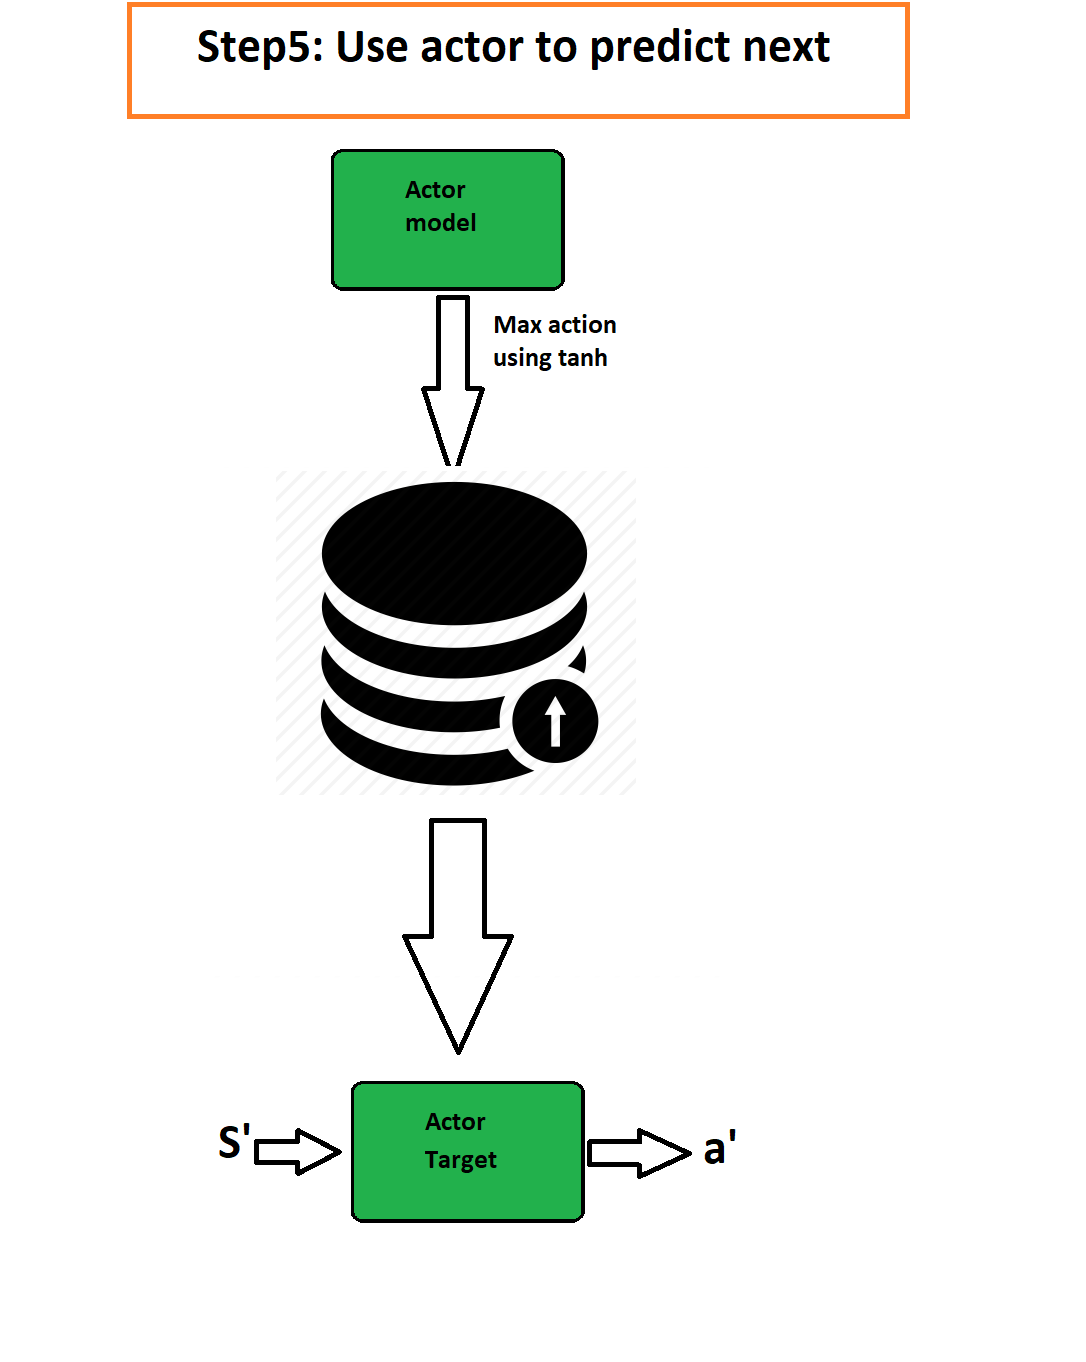 Step5: Use actor to predict next
Actor
model
Max action
using tanh
Actor
Target
S'
a'